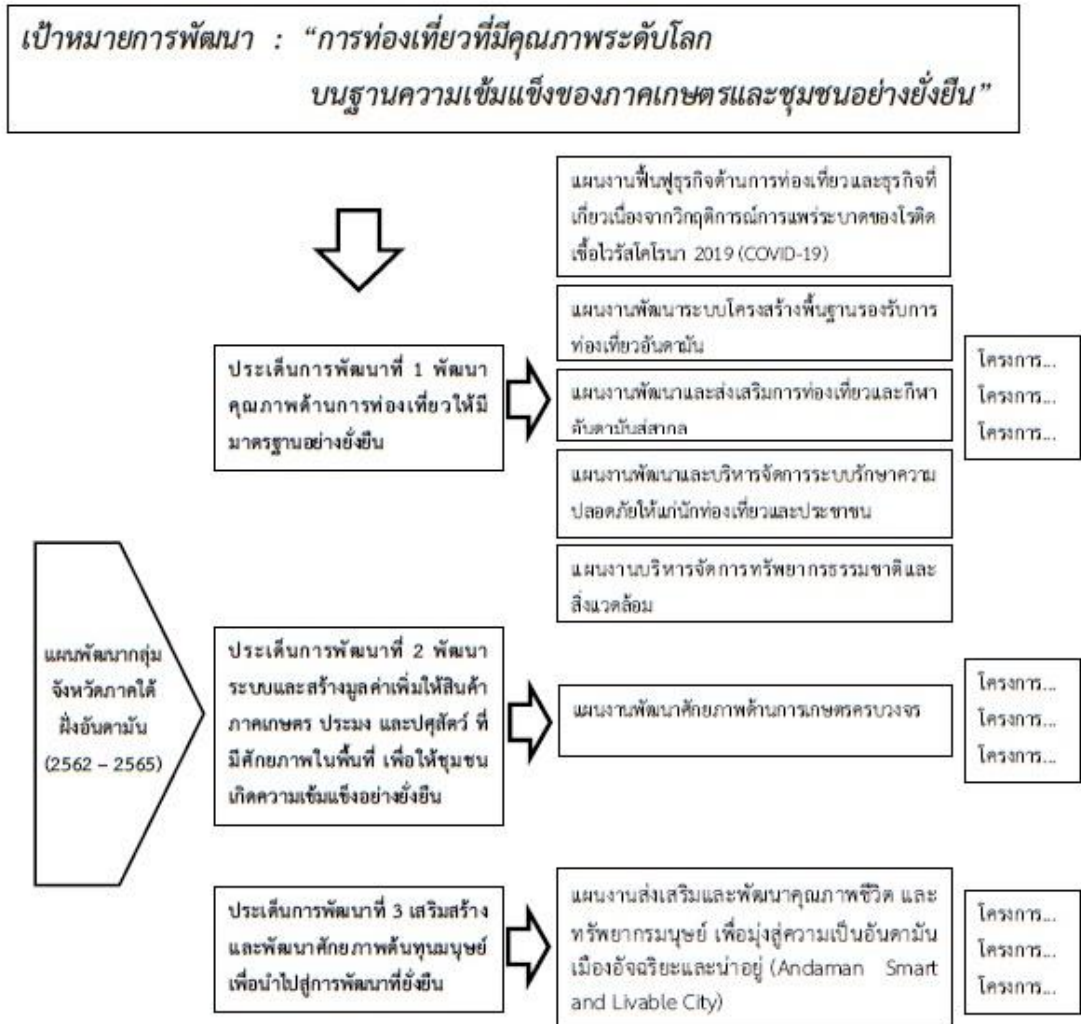 เป้าหมายการพัฒนา : “การท่องเที่ยวที่มีคุณภาพระดับโลก
บนฐานความเข้มแข็งของภาคเกษตรและชุมชนอย่างยั่งยืน”
แผนงานฟื้นฟูธุรกิจด้านการท่องเที่ยวและธุรกิจที่
เกี่ยวเนื่องจากวิกฤติการณ์การแพร่ระบาดของโรติด
เชื้อไวรัสโคโรนา 2019 (COVID-19)
แผนงานพัฒนาระบบโครงสร้างพื้นฐานรองรับการ
ท่องเที่ยวอันดามัน
ประเด็นการพัฒนาที่ 1 พัฒนา
คุณภาพด้านการท่องเที่ยวให้มี
มาตรฐานอย่างยั่งยืน
แผนงานพัฒนาและส่งเสริมการท่องเที่ยวและกีฬา
อันดามันสู่สากล
แผนงานพัฒนาและบริหารจัดการระบบรักษาความ
ปลอดภัยให้แก่นักท่องเที่ยวและประชาชน
แผนงานบริหารจัดการทรัพยากรธรรมชาติและ
สิ่งแวดล้อม
โครงการ...
โครงการ...
โครงการ...
แผนพัฒนากลุ่ม
จังหวัดภาคใต้
ฝั่งอันดามัน
(2562 – 2565)
ประเด็นการพัฒนาที่ 2 พัฒนา
ระบบและสร้างมูลค่าเพิ่มให้สินค้า
ภาคเกษตร ประมง และปศุสัตว์ ที่
มีศักยภาพในพื้นที่ เพื่อให้ชุมชน
เกิดความเข้มแข็งอย่างยั่งยืน
แผนงานพัฒนาศักยภาพด้านการเกษตรครบวงจร
โครงการ...
โครงการ...
โครงการ...
ประเด็นการพัฒนาที่ 3 เสริมสร้าง
และพัฒนาศักยภาพต้นทุนมนุษย์
เพื่อนำไปสู่การพัฒนาที่ยั่งยืน
แผนงานส่งเสริมและพัฒนาคุณภาพชีวิต และ
ทรัพยากรมนุษย์ เพื่อมุ่งสู่ความเป็นอันดามัน
เมืองอัจฉริยะและน่าอยู่ (Andaman Smart
and Livable City)
โครงการ...
โครงการ...
โครงการ...